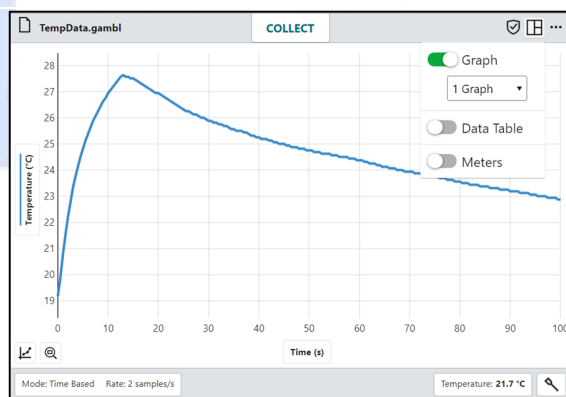 TempData.gambl
COLLECT
Graph
1 Graph
Data Table
Meters
28
27
26
25
24
23
22
21
20
19
Temperature (°C)
0 10 20 30 40 50 60 70 80 90 100
Time (s)
Mode: Time Based Rate: 2 samples/s
Temperature: 21.7 °C